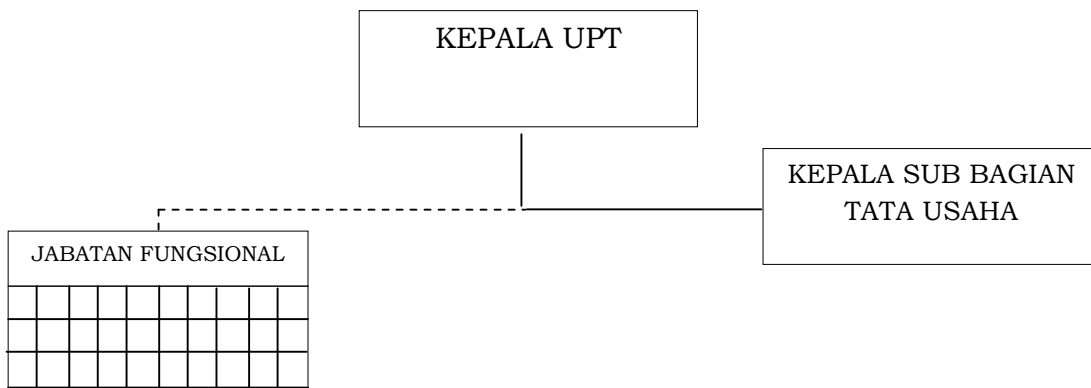 KEPALA UPT
KEPALA SUB BAGIAN
TATA USAHA
JABATAN FUNGSIONAL